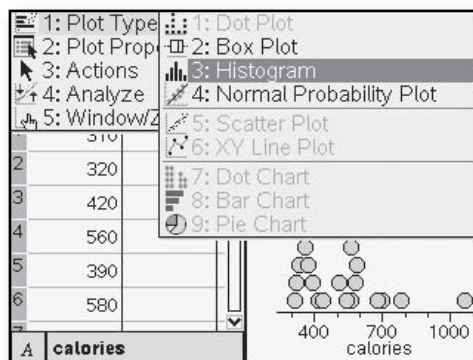 1: Plot Type
2: Plot Prop
3: Actions
4: Analyze
5: Window/Z
1: Dot Plot
2: Box Plot
3: Histogram
4: Normal Probability Plot
5: Scatter Plot
6: XY Line Plot
7: Dot Chart
8: Bar Chart
9: Pie Chart
310
2 320
3 420
4 560
5 390
6 580
A calories
400 700 1000
calories